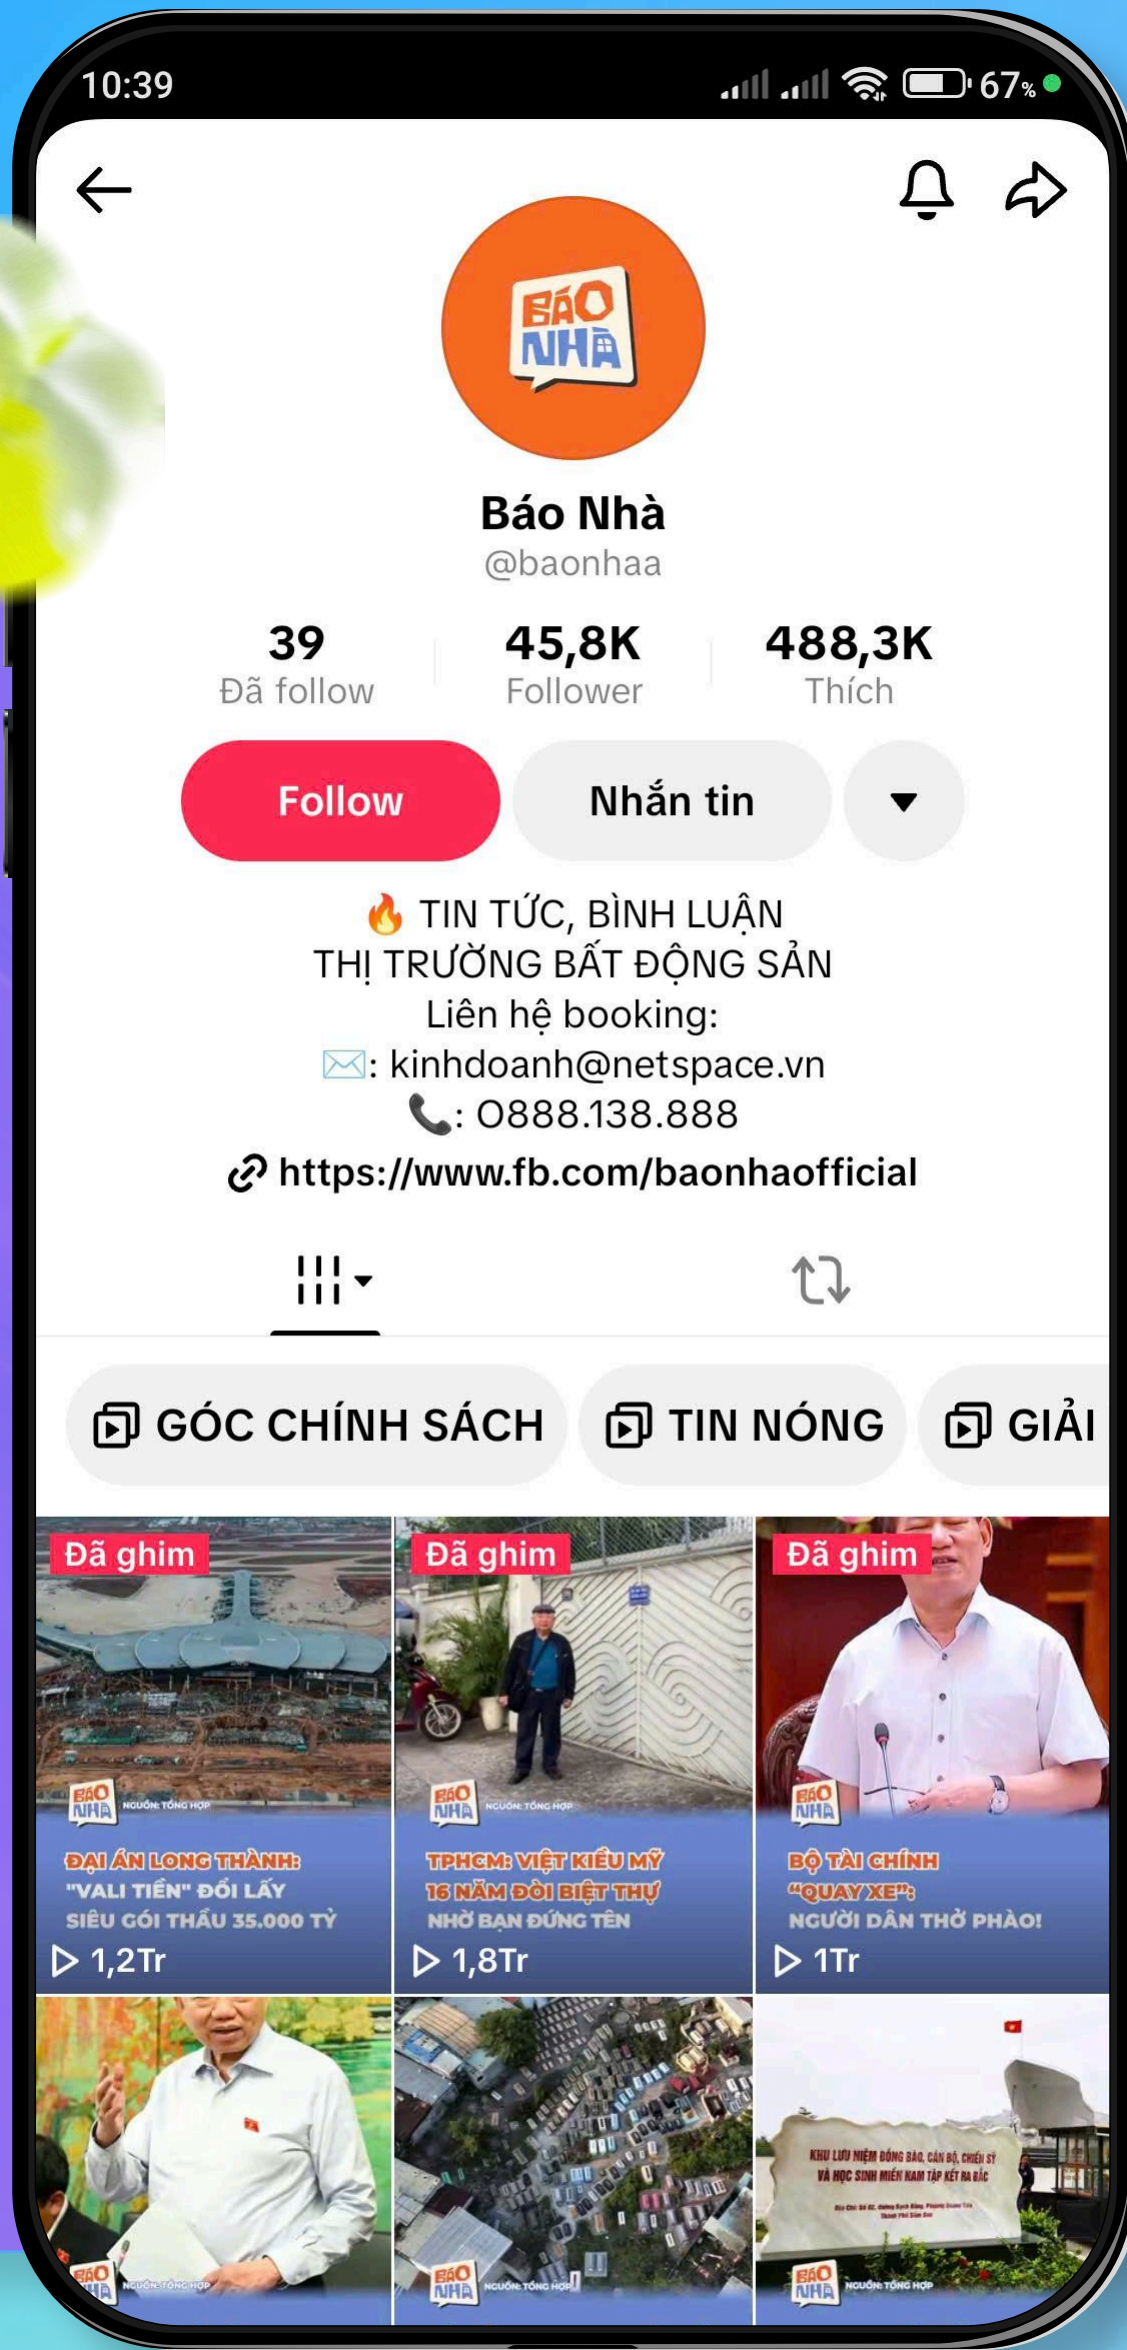 10:39
67%
BÁO
NHÀ
Báo Nhà
@baonhaa
39 45,8K 488,3K
Đã follow Follower Thích
Follow Nhắn tin
🔥 TIN TỨC, BÌNH LUẬN
THỊ TRƯỜNG BẤT ĐỘNG SẢN
Liên hệ booking:
✉️: kinhdoanh@netspace.vn
📞: O888.138.888
https://www.fb.com/baonhaofficial
GÓC CHÍNH SÁCH TIN NÓNG GIẢI
Đã ghim
BÁO
NHÀ
NGUỒN: TỔNG HỢP
ĐẠI ÁN LONG THÀNH:
"VALI TIỀN" ĐỔI LẤY
SIÊU GÓI THẦU 35.000 TỶ
1,2Tr
Đã ghim
BÁO
NHÀ
NGUỒN: TỔNG HỢP
TPHCM: VIỆT KIỀU MỸ
16 NĂM ĐÒI BIỆT THỰ
NHỜ BẠN ĐỨNG TÊN
1,8Tr
Đã ghim
BÁO
NHÀ
BỘ TÀI CHÍNH
“QUAY XE”:
NGƯỜI DÂN THỞ PHÀO!
1Tr
BÁO
NHÀ
NGUỒN: TỔNG HỢP
BÁO
NHÀ
NGUỒN: TỔNG HỢP
KHU LƯU NIỆM ĐỒNG BÀO, CÁN BỘ, CHIẾN SỸ
VÀ HỌC SINH MIỀN NAM TẬP KẾT RA BẮC
BÁO
NHÀ
NGUỒN: TỔNG HỢP